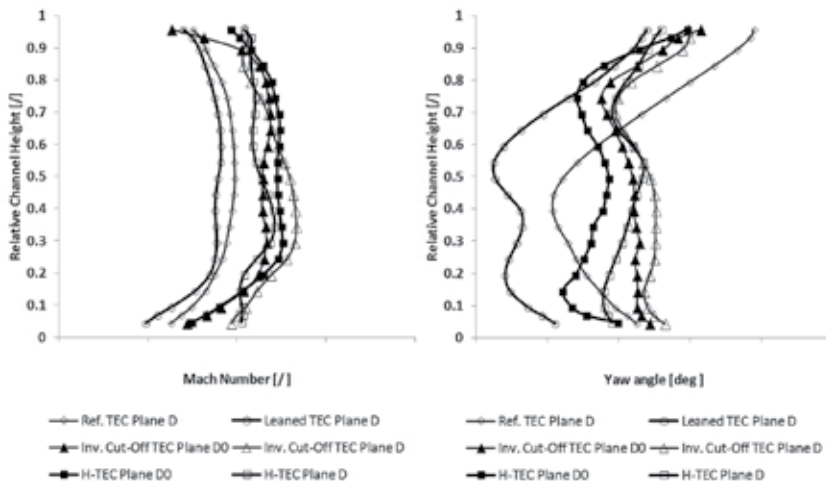 1
0.9
0.8
0.7
0.6
0.5
0.4
0.3
0.2
0.1
0
Relative Channel Height [/]
Mach Number [/]
Ref. TEC Plane D
Leaned TEC Plane D
Inv. Cut-Off TEC Plane D0
Inv. Cut-Off TEC Plane D
H-TEC Plane D0
H-TEC Plane D
1
0.9
0.8
0.7
0.6
0.5
0.4
0.3
0.2
0.1
0
Relative Channel Height [/]
Yaw angle [deg]
Ref. TEC Plane D
Leaned TEC Plane D
Inv. Cut-Off TEC Plane D0
Inv. Cut-Off TEC Plane D
H-TEC Plane D0
H-TEC Plane D